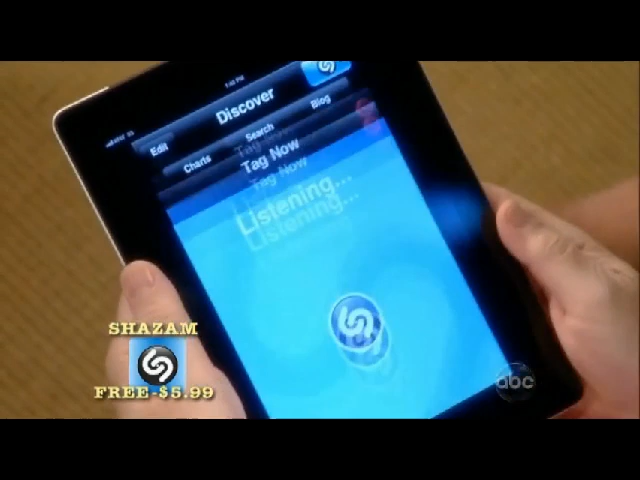 Discover
Edit
Search
Blog
Charts
Tag Now
Tag Now
Listening...
Listening...
SHAZAM
FREE-$5.99
abc